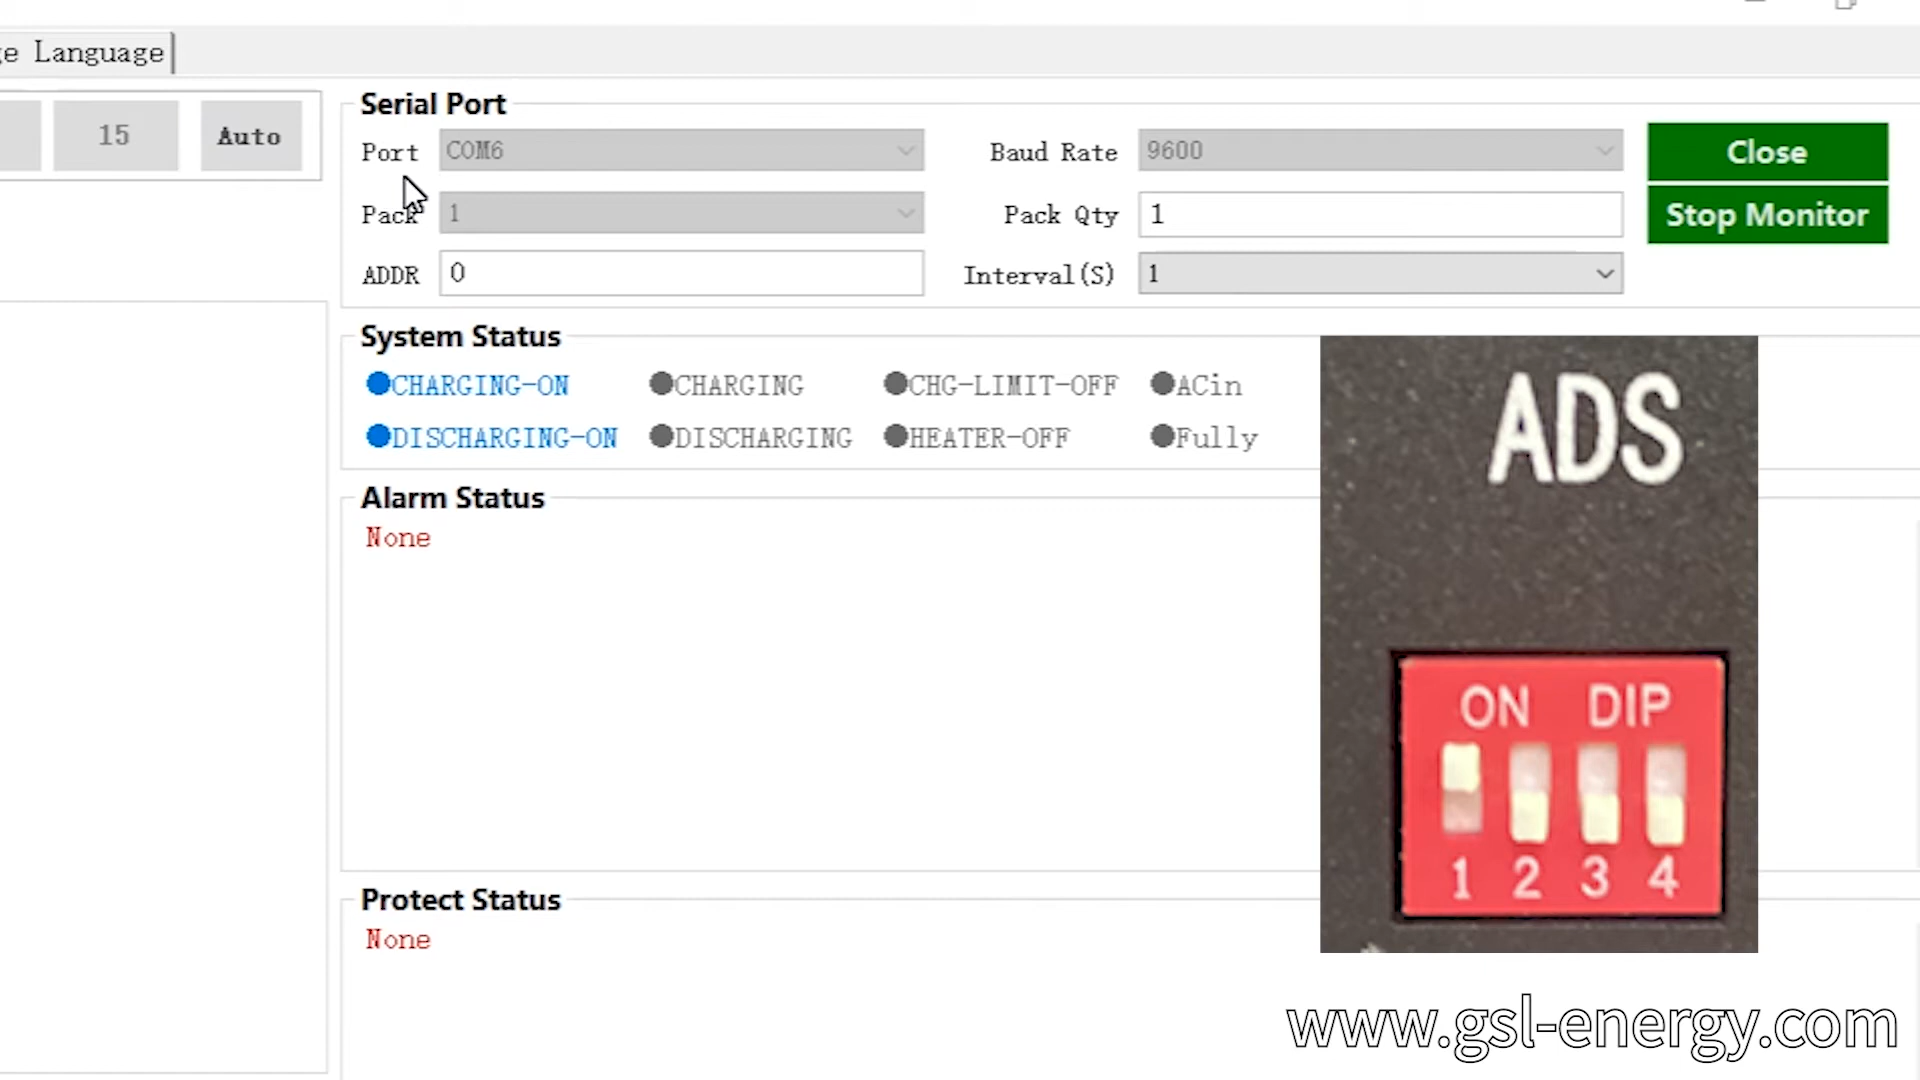 ge Language
15 Auto
Serial Port
Port COM6 Baud Rate 9600 Close
Pack 1 Pack Qty 1 Stop Monitor
ADDR 0 Interval(S) 1
System Status
CHARGING-ON CHARGING CHG-LIMIT-OFF ACin
DISCHARGING-ON DISCHARGING HEATER-OFF Fully
Alarm Status
None
Protect Status
None
ADS
ON DIP
1 2 3 4
www.gsl-energy.com